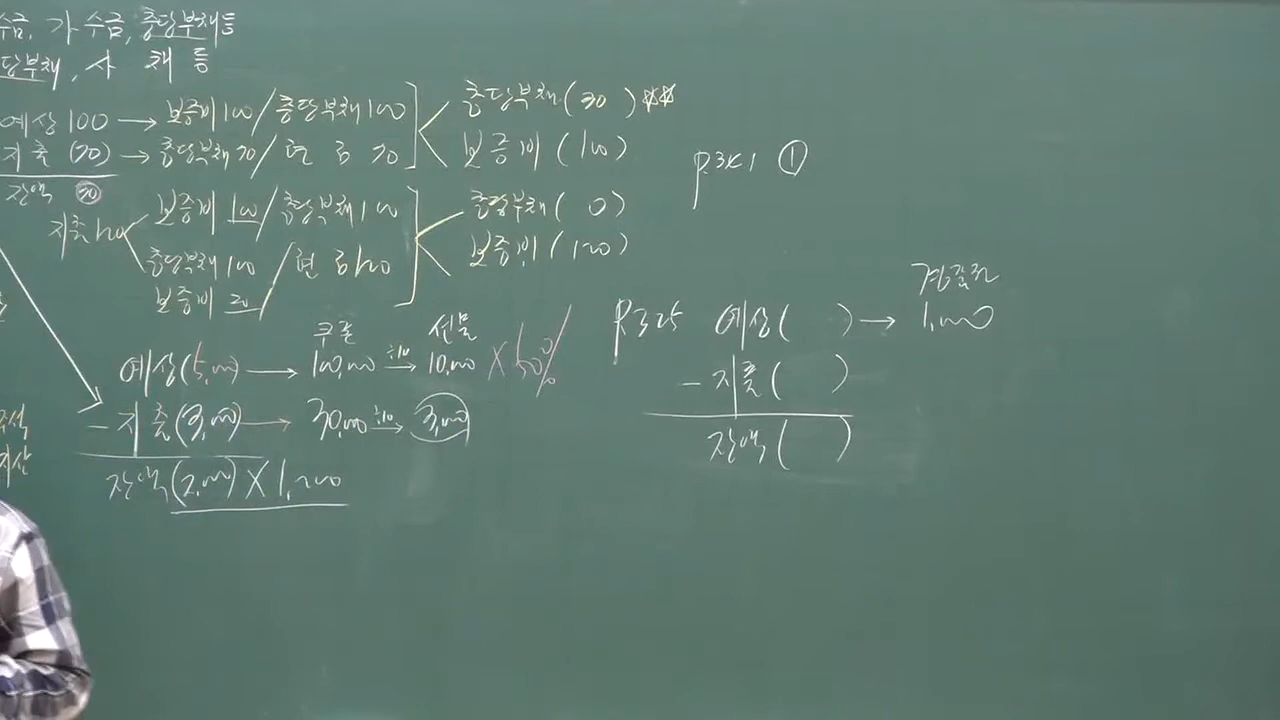 수금, 가수금, 충당부채등
당부채, 사채등
예상 100 → 보증비 100 / 충당부채 100
충당부채 (30)
지출 (70) → 충당부채 70 / 현금 70
보증비 (100)
잔액 30
지출 120
보증비 100 / 충당부채 100
충당부채 ( 0 )
충당부채 100 / 현금 120
보증비 20
보증비 (120)
쿠폰
선물
예상(5,000) → 100,000 ÷10 → 10,000 × 50%
- 지출(3,000) → 30,000 ÷10 → 3,000
잔액(2,000) X 1,200
①
P.325 예상( ) → 1,000
- 지출( )
잔액( )